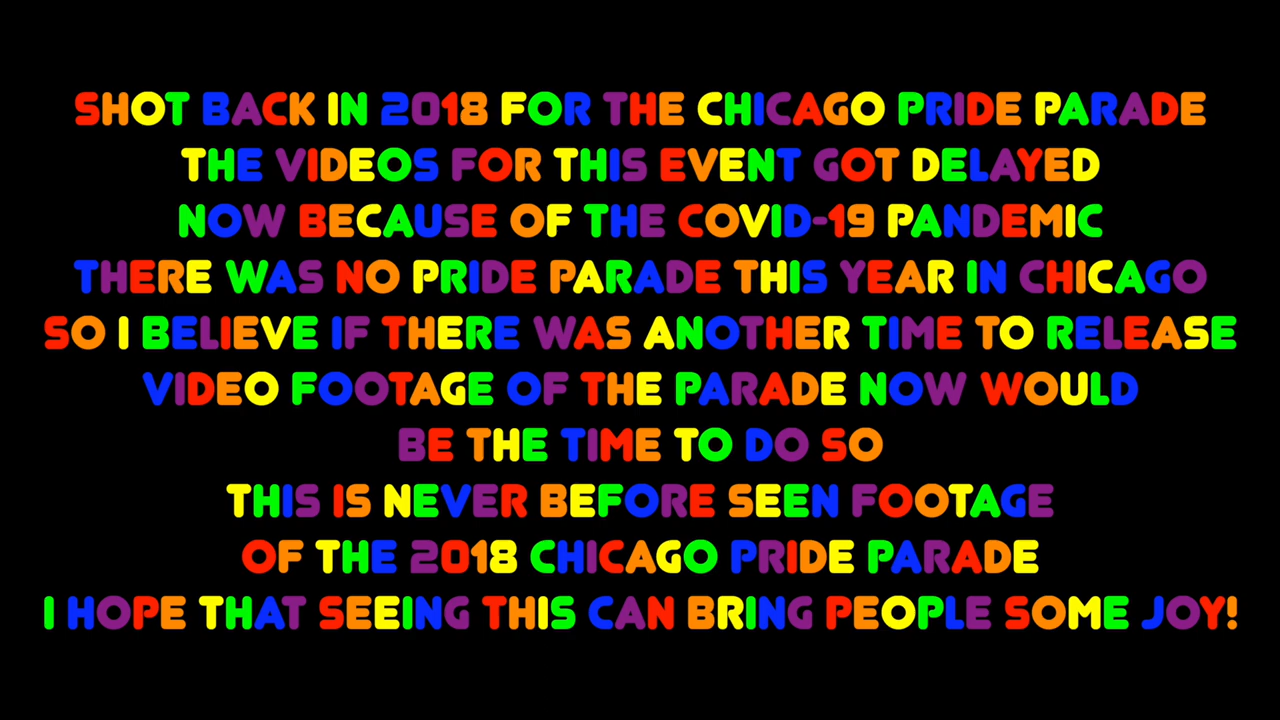 SHOT BACK IN 2018 FOR THE CHICAGO PRIDE PARADE
THE VIDEOS FOR THIS EVENT GOT DELAYED
NOW BECAUSE OF THE COVID-19 PANDEMIC
THERE WAS NO PRIDE PARADE THIS YEAR IN CHICAGO
SO I BELIEVE IF THERE WAS ANOTHER TIME TO RELEASE
VIDEO FOOTAGE OF THE PARADE NOW WOULD
BE THE TIME TO DO SO
THIS IS NEVER BEFORE SEEN FOOTAGE
OF THE 2018 CHICAGO PRIDE PARADE
I HOPE THAT SEEING THIS CAN BRING PEOPLE SOME JOY!